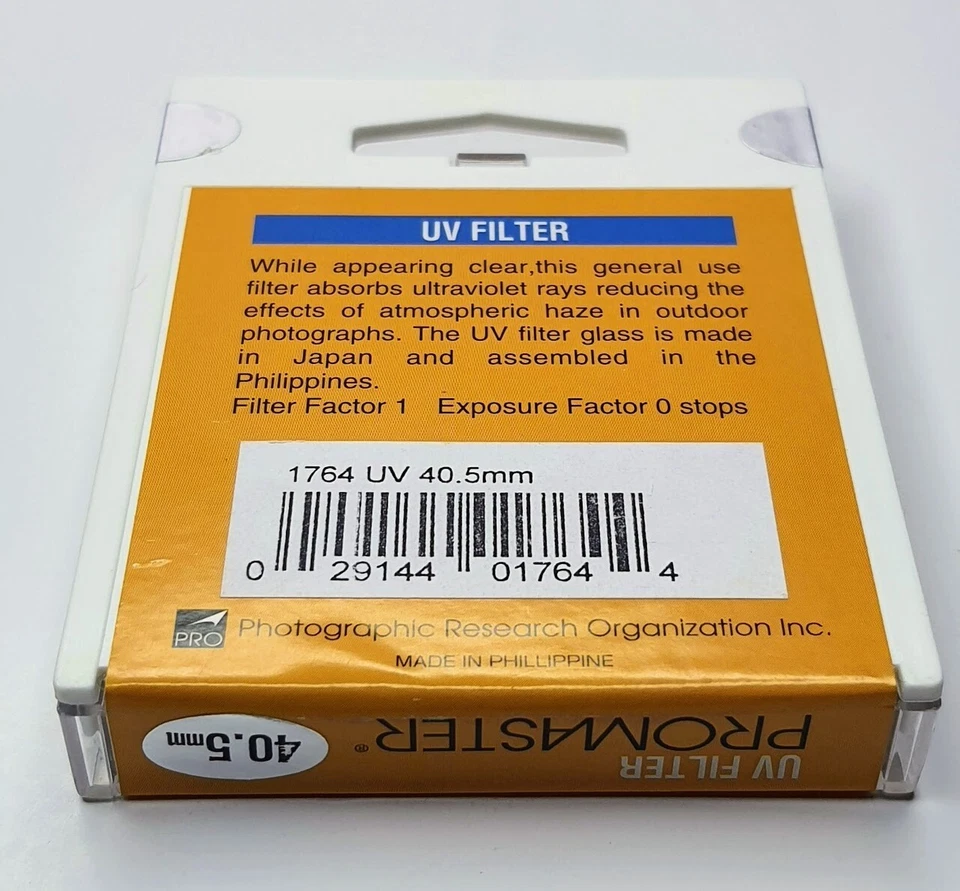 UV FILTER
While appearing clear,this general use
filter absorbs ultraviolet rays reducing the
effects of atmospheric haze in outdoor
photographs. The UV filter glass is made
in Japan and assembled in the
Philippines.
Filter Factor 1 Exposure Factor 0 stops
1764 UV 40.5mm
0 29144 01764 4
PRO Photographic Research Organization Inc.
MADE IN PHILLIPPINE
UV FILTER
PROMASTER®
40.5mm